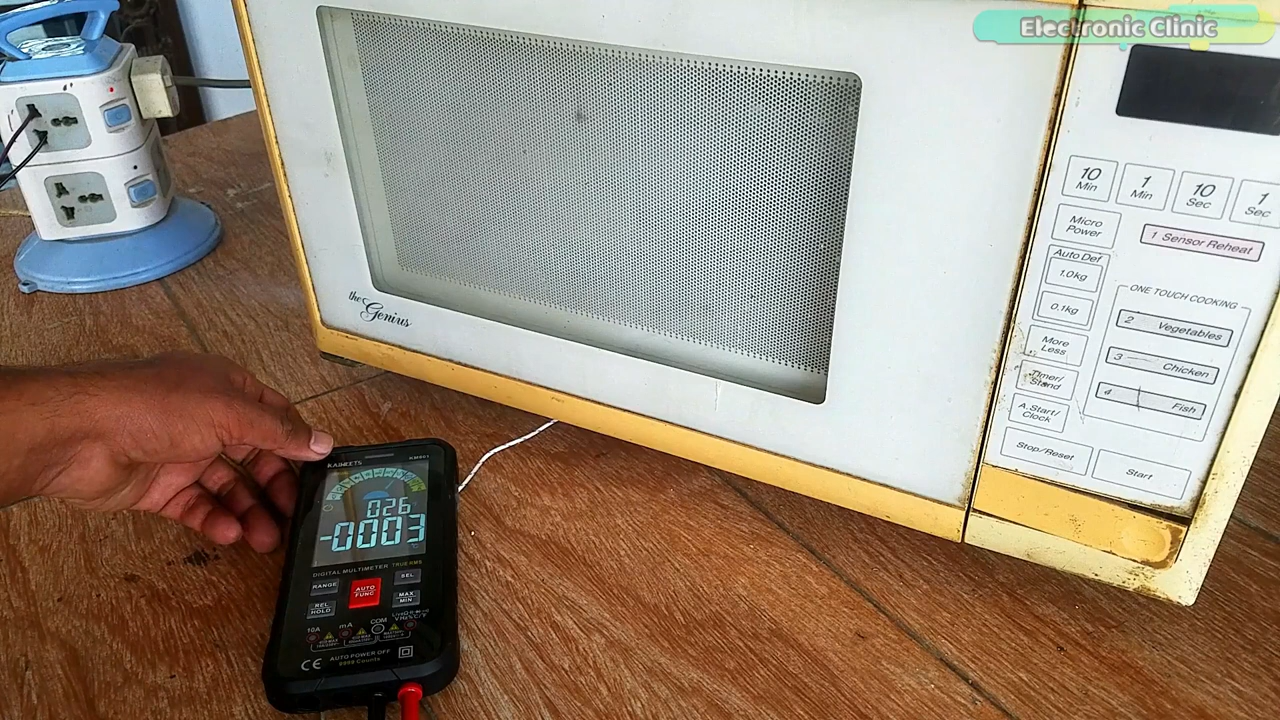 Electronic Clinic
10 Min
1 Min
10 Sec
1 Sec
Micro Power
1 Sensor Reheat
Auto Def
1.0kg
0.1kg
ONE TOUCH COOKING
2 Vegetables
3 Chicken
4 Fish
More Less
Timer/ Stand
A.Start/ Clock
Stop/Reset
Start
the Genius
KAIWEETS
026
-0003
DIGITAL MULTIMETER TRUE RMS
RANGE
AUTO FUNC
SEL
REL HOLD
MAX MIN
10A
mA
COM
CE
AUTO POWER OFF
9999 Counts